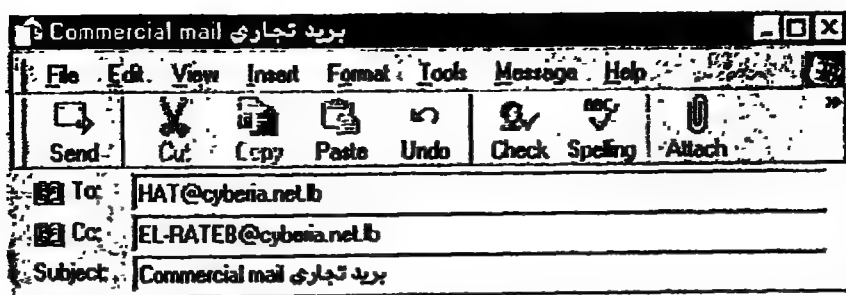 Commercial mail بريد تجاري
File Edit View Insert Format Tools Message Help
Send Cut Copy Paste Undo Check Spelling Attach
To: HAT@cyberia.net.lb
Cc: EL-RATEB@cyberia.net.lb
Subject: Commercial mail بريد تجاري